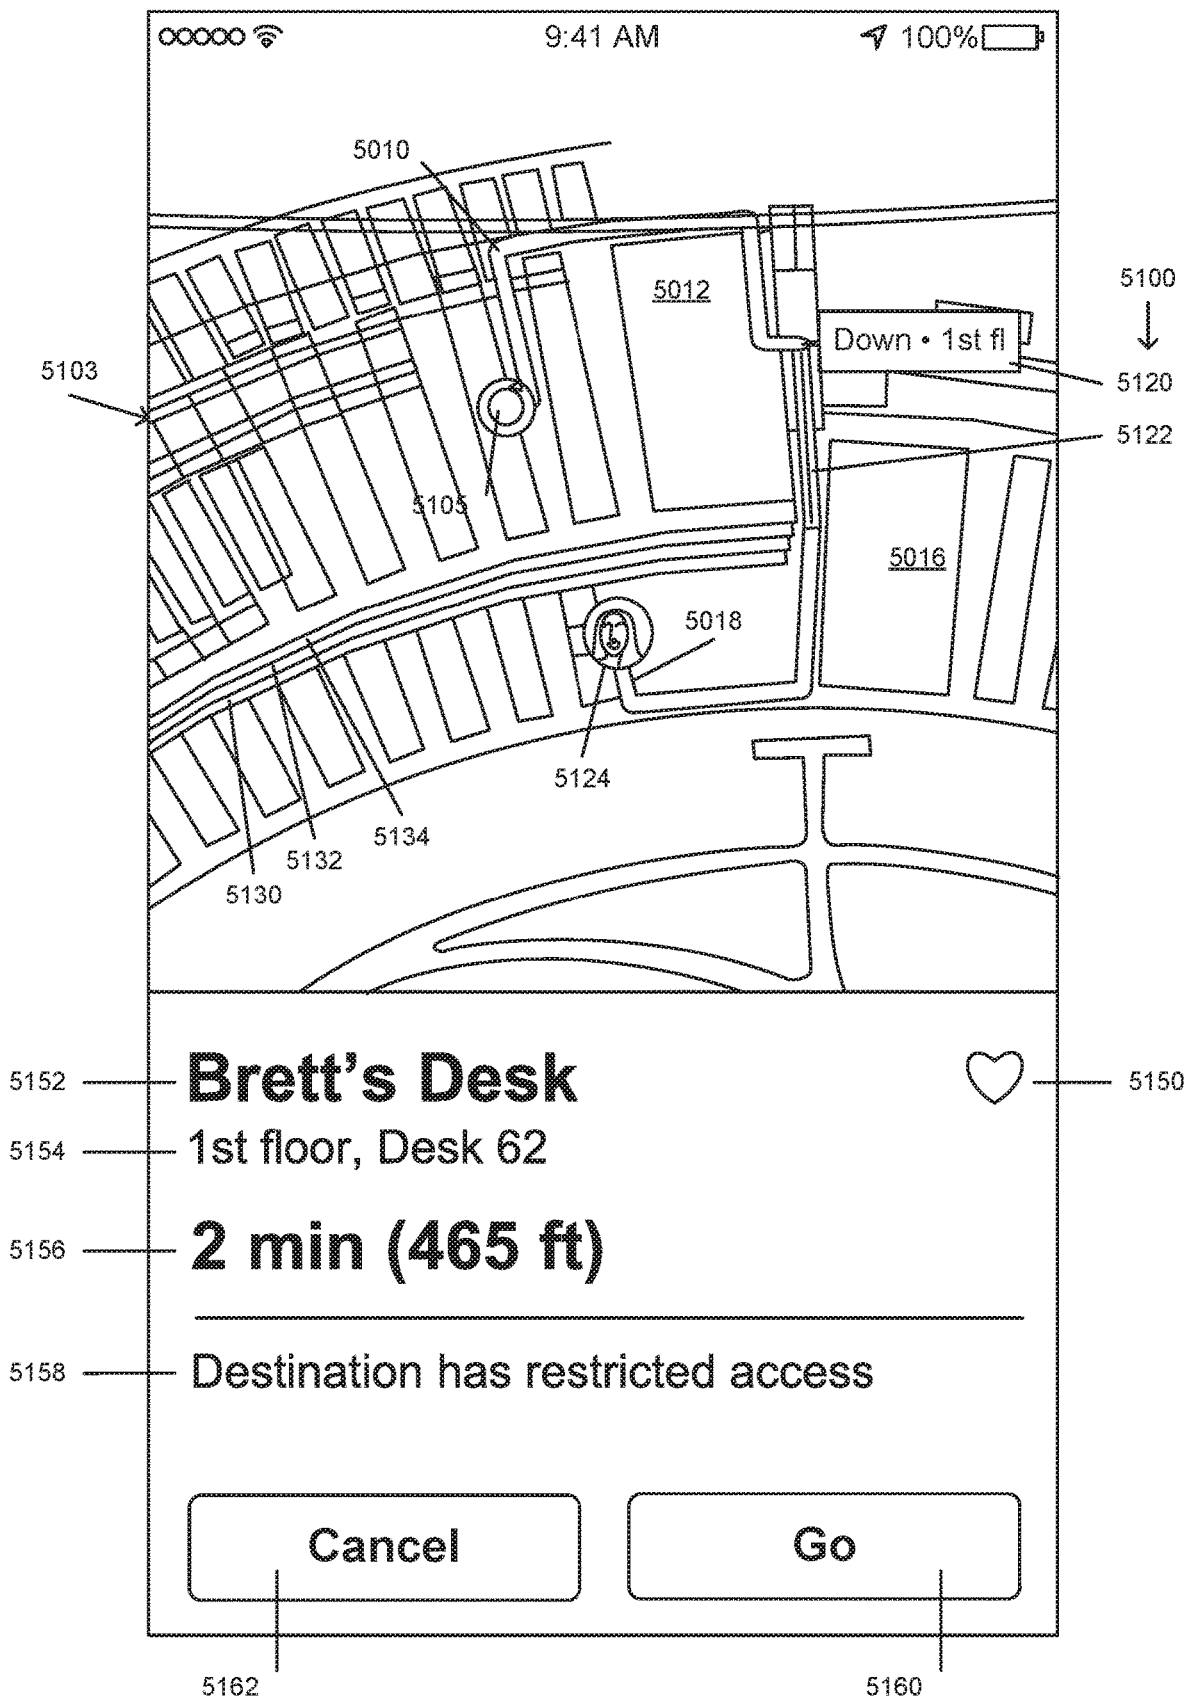 9:41 AM 100%
5010
5012
5100
Down • 1st fl
5103
5120
5122
5105
5016
5018
5124
5134
5132
5130
5152
Brett's Desk
5150
5154
1st floor, Desk 62
5156
2 min (465 ft)
5158
Destination has restricted access
Cancel
Go
5162
5160